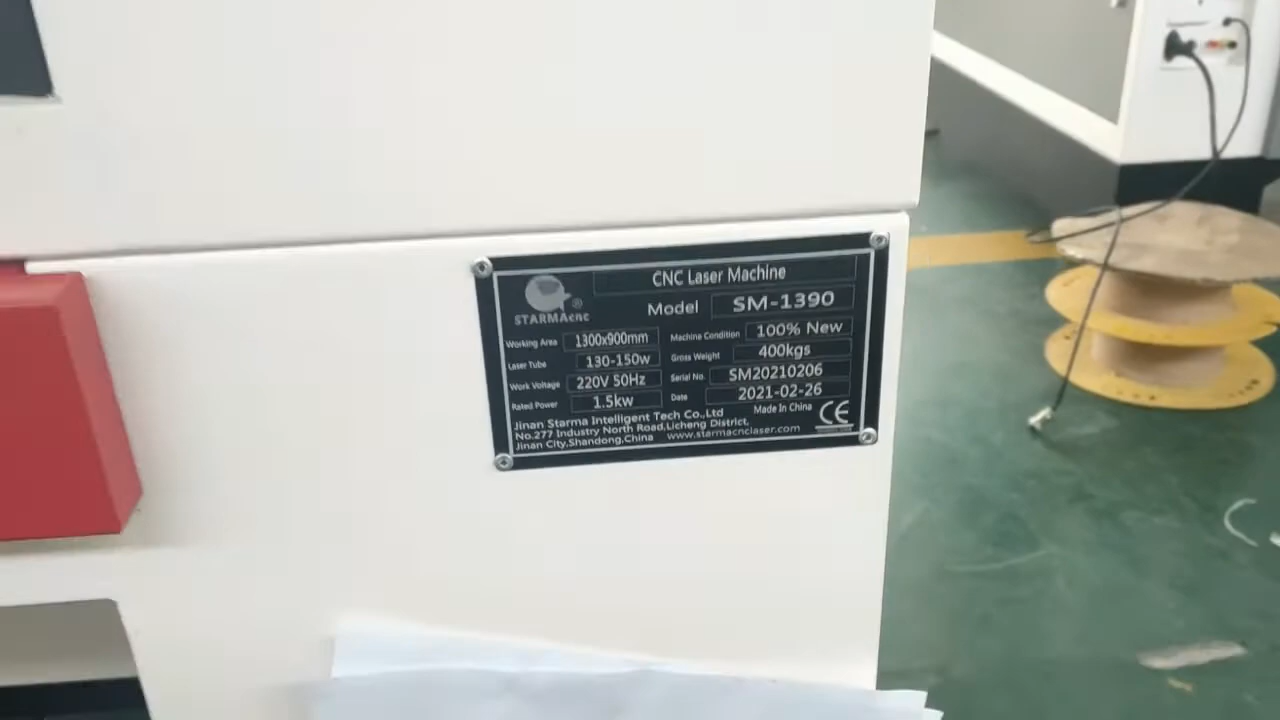 CNC Laser Machine
STARMAcnc ®
Model SM-1390
Working Area 1300x900mm Machine Condition 100% New
Laser Tube 130-150w Gross Weight 400kgs
Work Voltage 220V 50Hz Serial No. SM20210206
Rated Power 1.5kw Date 2021-02-26
Jinan Starma Intelligent Tech Co.,Ltd Made In China CE
No.277 Industry North Road,Licheng District,
Jinan City,Shandong,China www.starmacnclaser.com